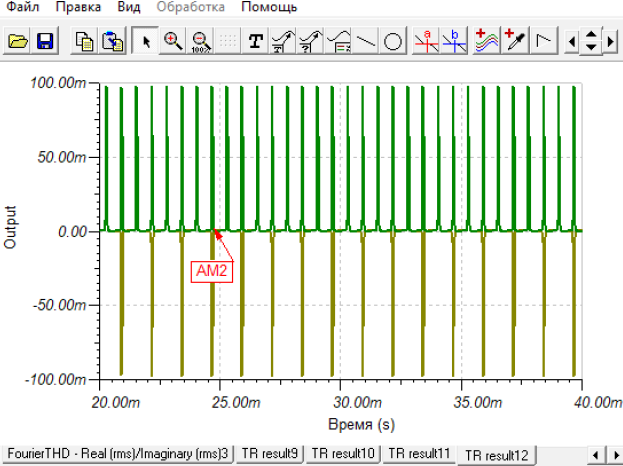 Файл Правка Вид Обработка Помощь
100% T ? a b
100.00m
50.00m
0.00
-50.00m
-100.00m
Output
AM2
20.00m 25.00m 30.00m 35.00m 40.00m
Время (s)
FourierTHD - Real (rms)/Imaginary (rms)3 TR result9 TR result10 TR result11 TR result12